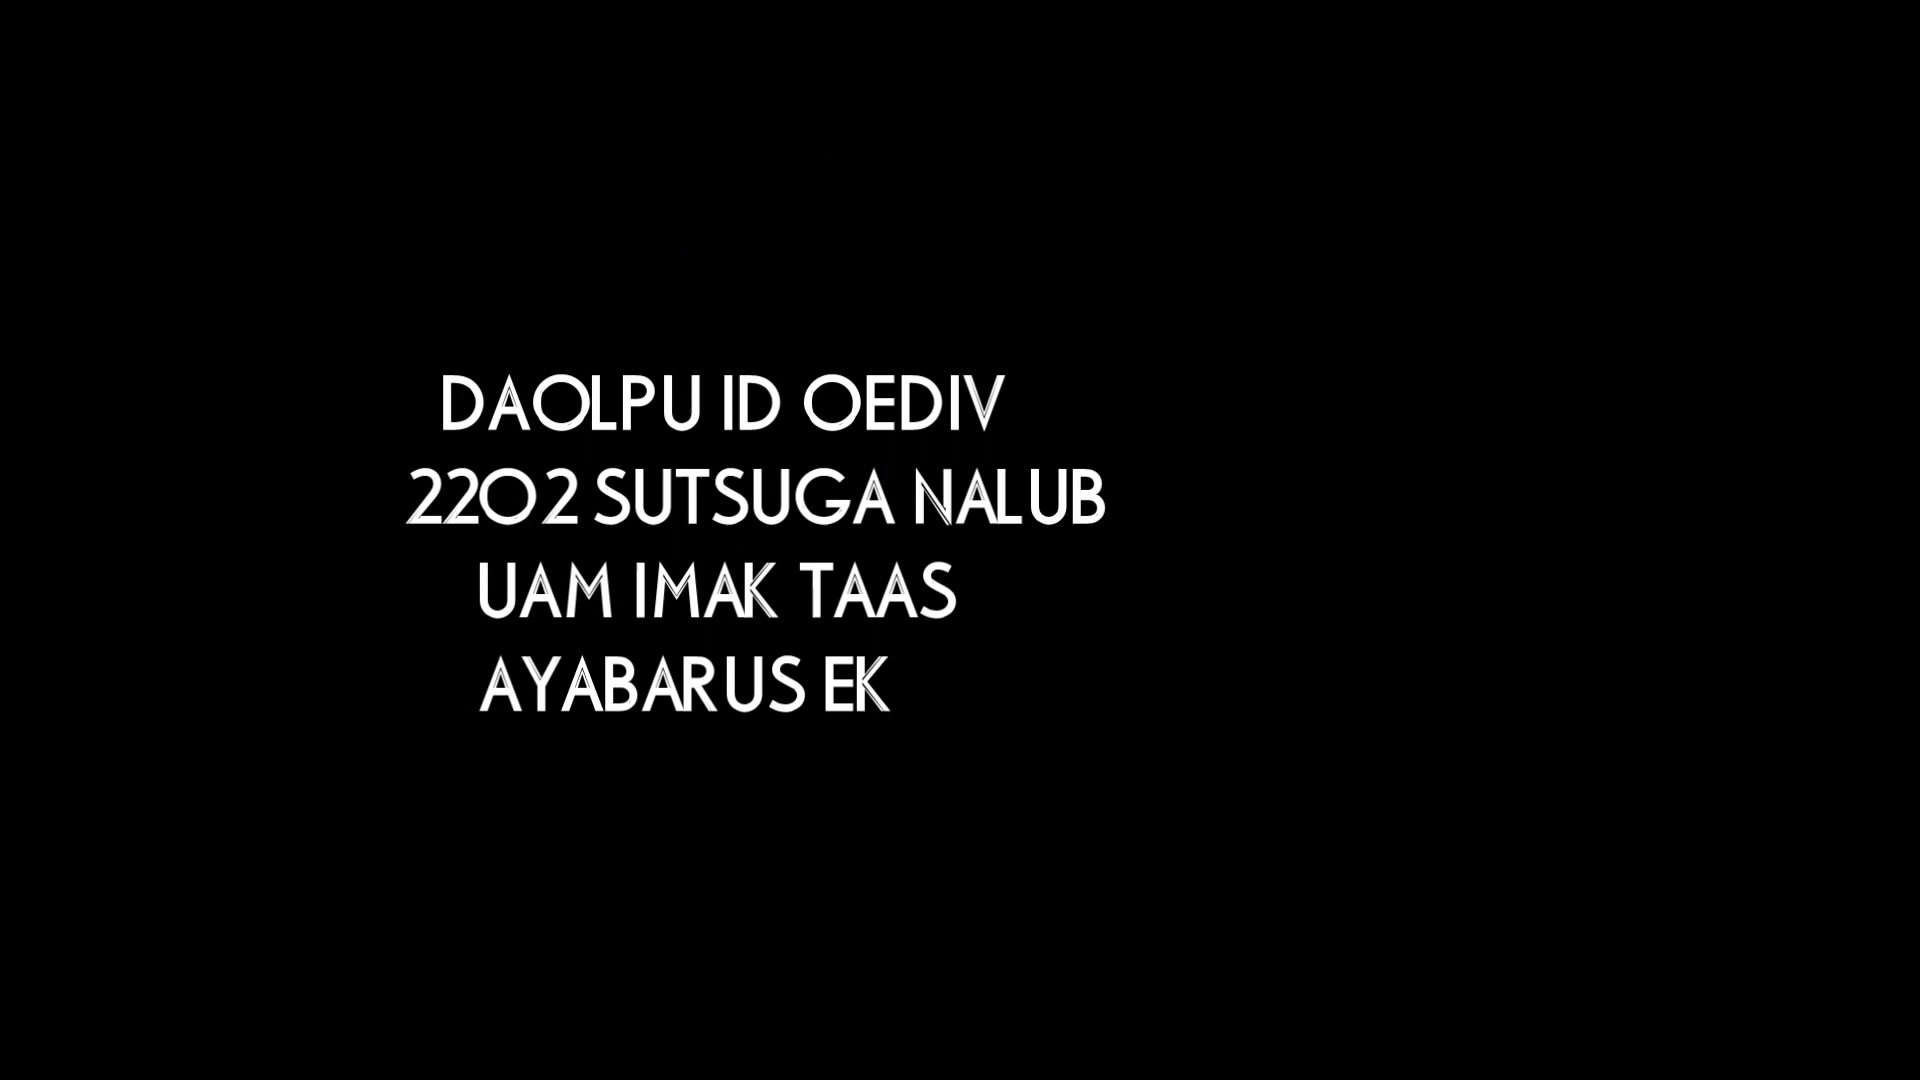 DAOLPU ID OEDIV
2202 SUTSUGA NALUB
UAM IMAK TAAS
AYABARUS EK